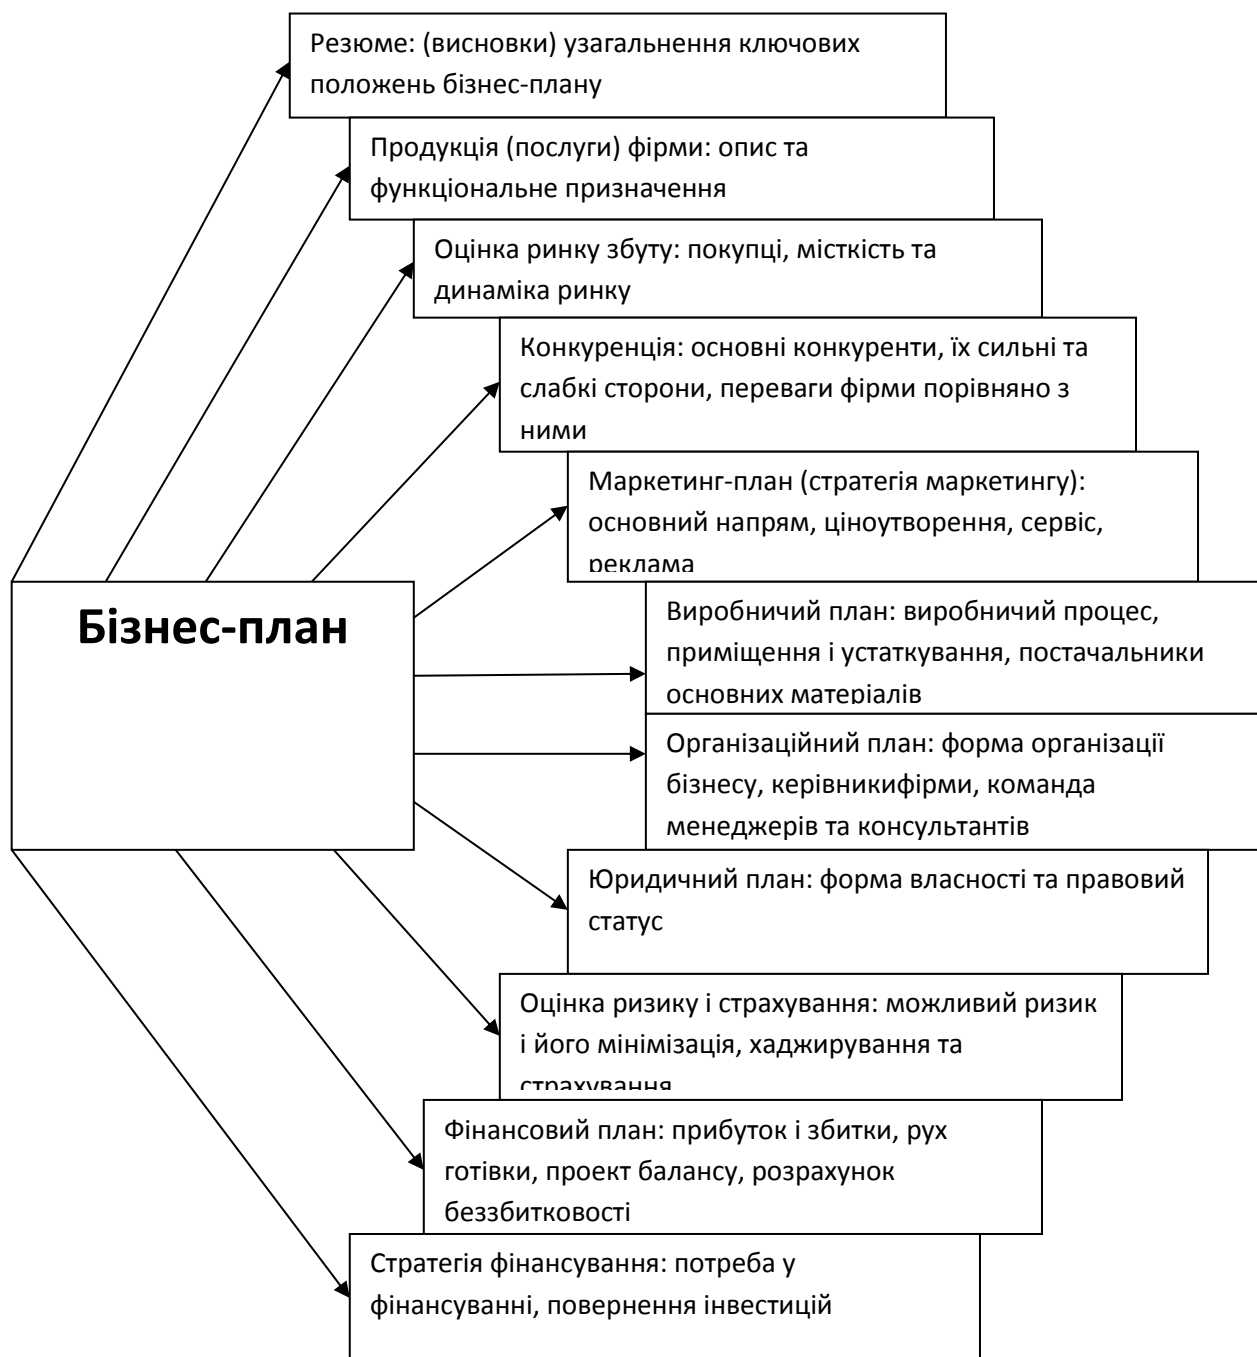 Резюме: (висновки) узагальнення ключових
положень бізнес-плану
Продукція (послуги) фірми: опис та
функціональне призначення
Оцінка ринку збуту: покупці, місткість та
динаміка ринку
Конкуренція: основні конкуренти, їх сильні та
слабкі сторони, переваги фірми порівняно з
ними
Маркетинг-план (стратегія маркетингу):
основний напрям, ціноутворення, сервіс,
реклама
Бізнес-план
Виробничий план: виробничий процес,
приміщення і устаткування, постачальники
основних матеріалів
Організаційний план: форма організації
бізнесу, керівникифірми, команда
менеджерів та консультантів
Юридичний план: форма власності та правовий
статус
Оцінка ризику і страхування: можливий ризик
і його мінімізація, хаджирування та
страхування
Фінансовий план: прибуток і збитки, рух
готівки, проект балансу, розрахунок
беззбитковості
Стратегія фінансування: потреба у
фінансуванні, повернення інвестицій